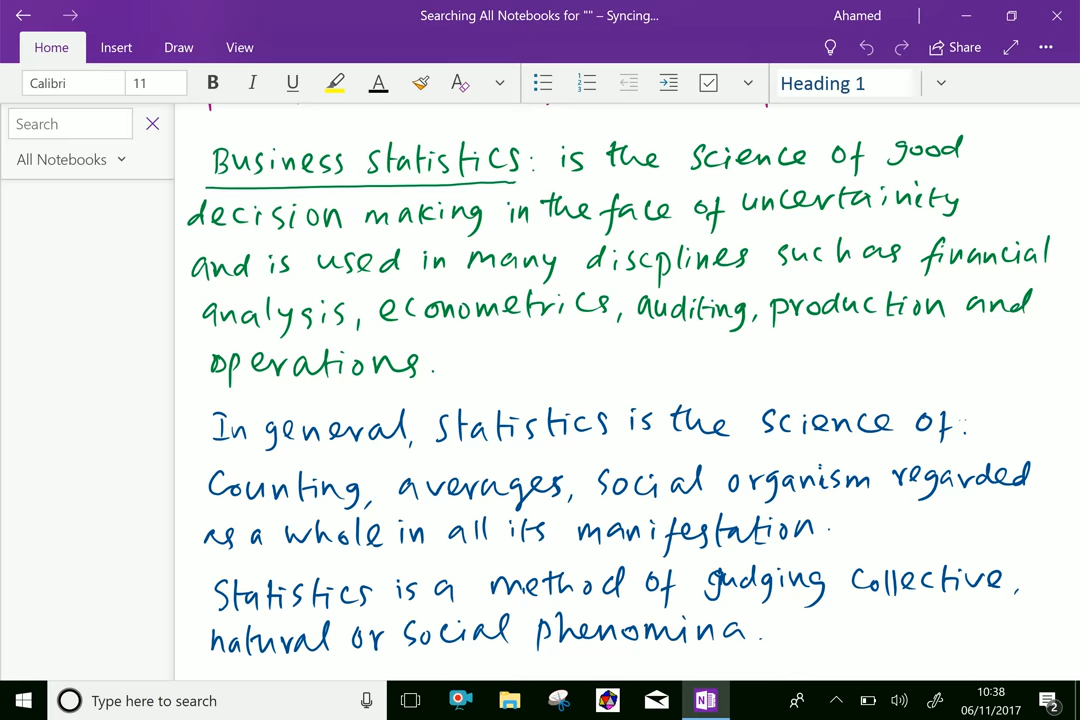 Searching All Notebooks for "" – Syncing...
Ahamed
Home Insert Draw View
Share
Calibri 11 B I U A Heading 1
Search
All Notebooks
Business statistics: is the science of good
decision making in the face of uncertainity
and is used in many discplines such as financial
analysis, econometrics, auditing, production and
operations.
In general, statistics is the science of:
Counting, averages, social organism regarded
as a whole in all its manifestation.
Statistics is a method of judging collective,
natural or social phenomina.
Type here to search
10:38
06/11/2017
2